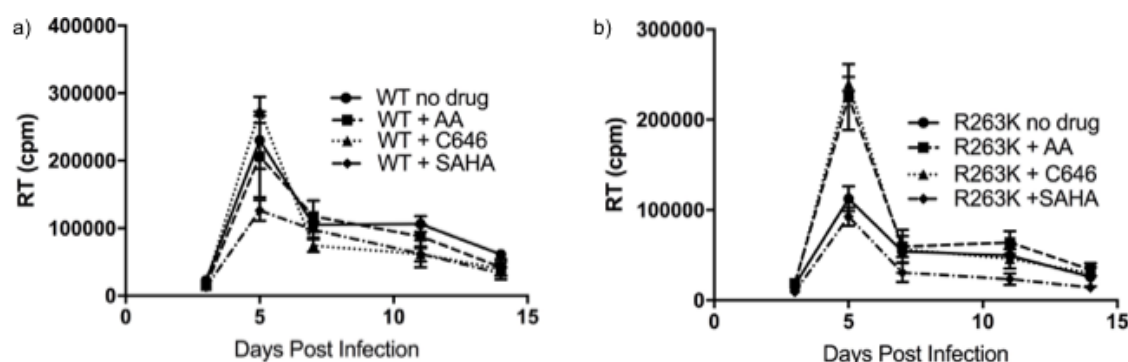 a)
400000
300000
200000
100000
0
RT (cpm)
WT no drug
WT + AA
WT + C646
WT + SAHA
0 5 10 15
Days Post Infection
b)
300000
200000
100000
0
RT (cpm)
R263K no drug
R263K + AA
R263K + C646
R263K +SAHA
0 5 10 15
Days Post Infection